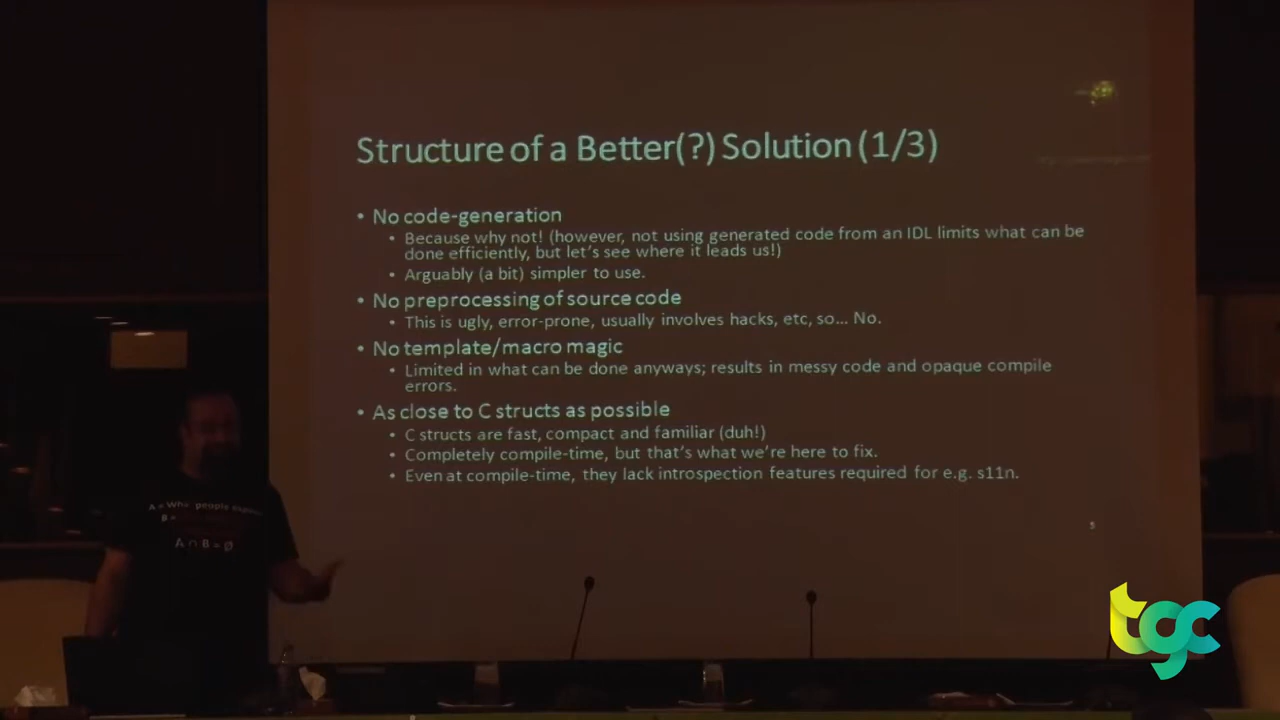 Structure of a Better(?) Solution (1/3)
• No code-generation
• Because why not! (however, not using generated code from an IDL limits what can be
done efficiently, but let's see where it leads us!)
• Arguably (a bit) simpler to use.
• No preprocessing of source code
• This is ugly, error-prone, usually involves hacks, etc, so... No.
• No template/macro magic
• Limited in what can be done anyways; results in messy code and opaque compile
errors.
• As close to C structs as possible
• C structs are fast, compact and familiar (duh!)
• Completely compile-time, but that's what we're here to fix.
• Even at compile-time, they lack introspection features required for e.g. s11n.
5
A = What people
B =
A ∩ B = Ø
tgc